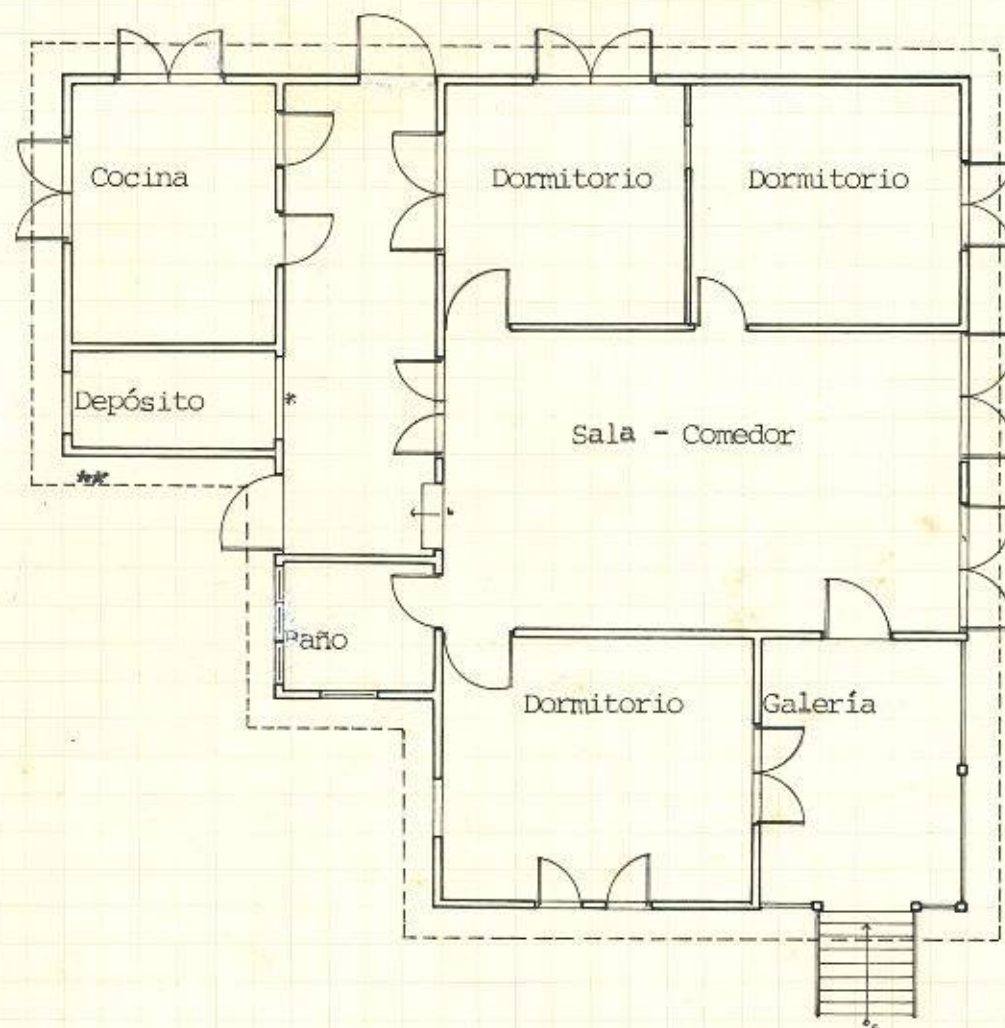 Cocina
Dormitorio
Dormitorio
Depósito
*
Sala - Comedor
**
Baño
Dormitorio
Galería